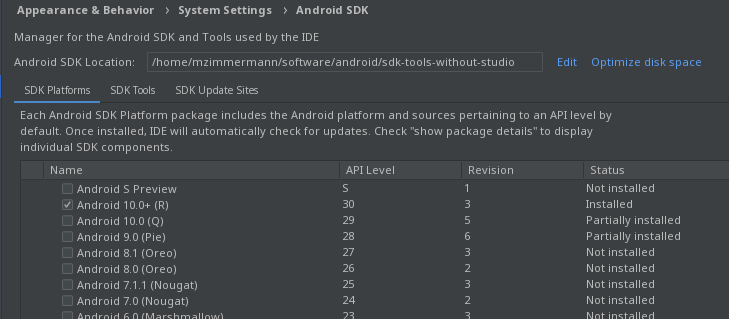 Appearance & Behavior > System Settings > Android SDK
Manager for the Android SDK and Tools used by the IDE
Android SDK Location: /home/mzimmermann/software/android/sdk-tools-without-studio Edit Optimize disk space
SDK Platforms SDK Tools SDK Update Sites
Each Android SDK Platform package includes the Android platform and sources pertaining to an API level by
default. Once installed, IDE will automatically check for updates. Check "show package details" to display
individual SDK components.
Name API Level Revision Status
Android S Preview S 1 Not installed
Android 10.0+ (R) 30 3 Installed
Android 10.0 (Q) 29 5 Partially installed
Android 9.0 (Pie) 28 6 Partially installed
Android 8.1 (Oreo) 27 3 Not installed
Android 8.0 (Oreo) 26 2 Not installed
Android 7.1.1 (Nougat) 25 3 Not installed
Android 7.0 (Nougat) 24 2 Not installed
Android 6.0 (Marshmallow) 23 3 Not installed